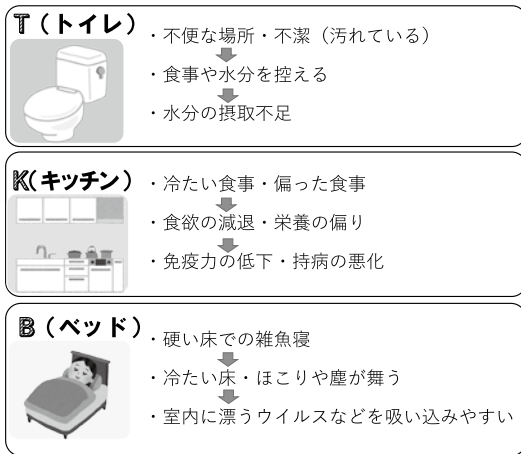 T(トイレ)
・不便な場所・不潔（汚れている）
・食事や水分を控える
・水分の摂取不足
K(キッチン)
・冷たい食事・偏った食事
・食欲の減退・栄養の偏り
・免疫力の低下・持病の悪化
B(ベッド)
・硬い床での雑魚寝
・冷たい床・ほこりや塵が舞う
・室内に漂うウイルスなどを吸い込みやすい